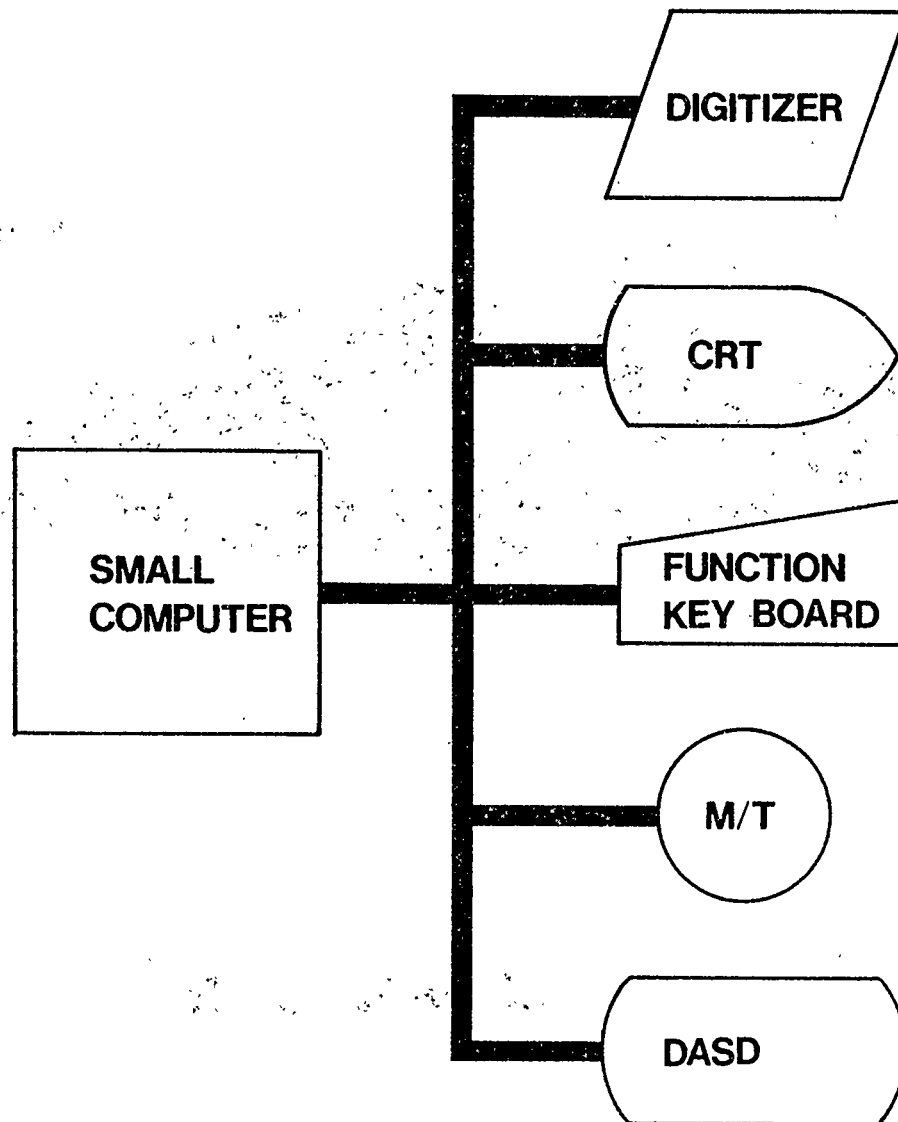 DIGITIZER
CRT
SMALL
COMPUTER
FUNCTION
KEY BOARD
M/T
DASD